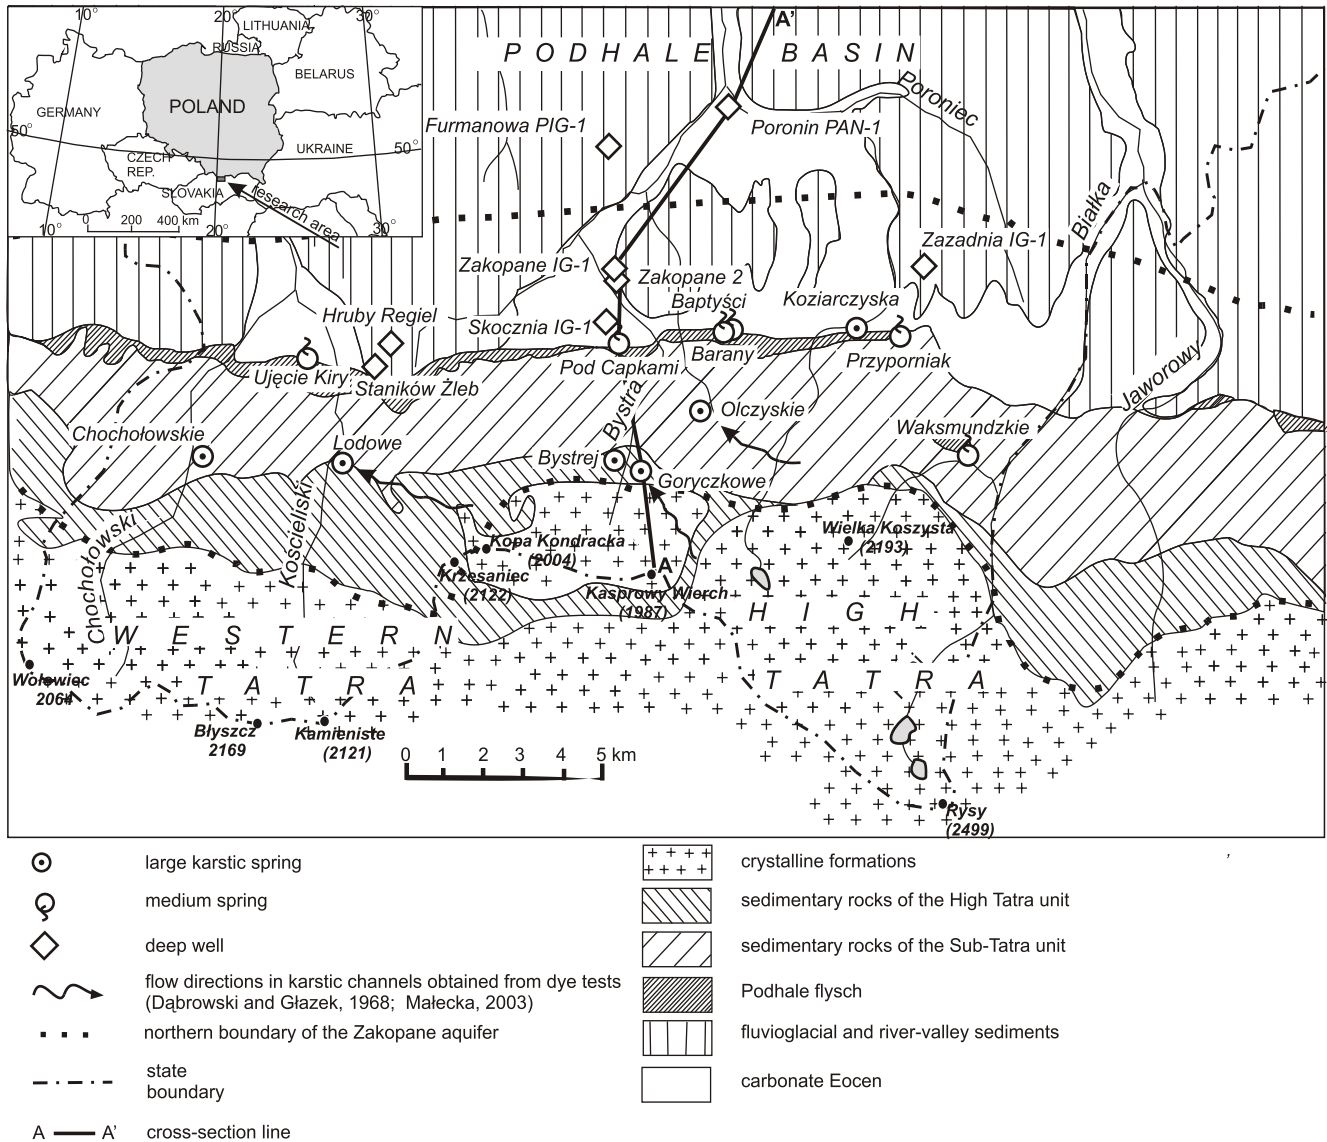 10°
20°
30°
LITHUANIA
RUSSIA
BELARUS
GERMANY
POLAND
50°
50°
UKRAINE
CZECH
REP.
SLOVAKIA
research area
0
200
400 km
10°
20°
30°
PODHALE BASIN
A'
Poroniec
Furmanowa PIG-1
Poronin PAN-1
Białka
Zazadnia IG-1
Zakopane IG-1
Zakopane 2
Baptyści
Koziarczyska
Hruby Regiel
Skocznia IG-1
Barany
Przyporniak
Pod Capkami
Ujęcie Kiry
Staników Żleb
Jaworowy
Bystra
Olczyskie
Chochołowskie
Lodowe
Waksmundzkie
Bystrej
Goryczkowe
Kościeliski
Chochołowski
Wielka Koszysta
(2193)
Kopa Kondracka
(2004)
A
Krzesaniec
(2122)
Kasprowy Wierch
(1987)
WESTERN
TATRA
HIGH
TATRA
Wołowiec
2064
Błyszcz
2169
Kamieniste
(2121)
0 1 2 3 4 5 km
Rysy
(2499)
large karstic spring
medium spring
deep well
flow directions in karstic channels obtained from dye tests
(Dąbrowski and Głazek, 1968; Małecka, 2003)
northern boundary of the Zakopane aquifer
state
boundary
A A' cross-section line
crystalline formations
sedimentary rocks of the High Tatra unit
sedimentary rocks of the Sub-Tatra unit
Podhale flysch
fluvioglacial and river-valley sediments
carbonate Eocen